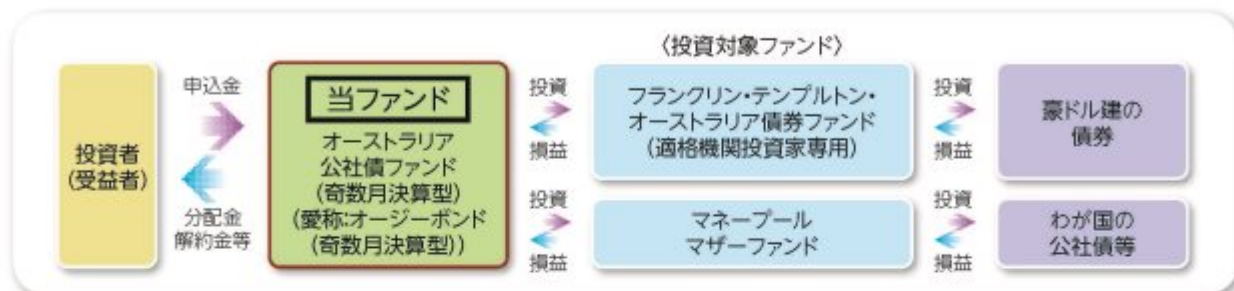 〈投資対象ファンド〉
投資者
(受益者)
申込金
分配金
解約金等
当ファンド
オーストラリア
公社債ファンド
(奇数月決算型)
(愛称:オージーボンド
(奇数月決算型))
投資
損益
フランクリン・テンプルトン・
オーストラリア債券ファンド
(適格機関投資家専用)
投資
損益
豪ドル建の
債券
投資
損益
マネープール
マザーファンド
投資
損益
わが国の
公社債等